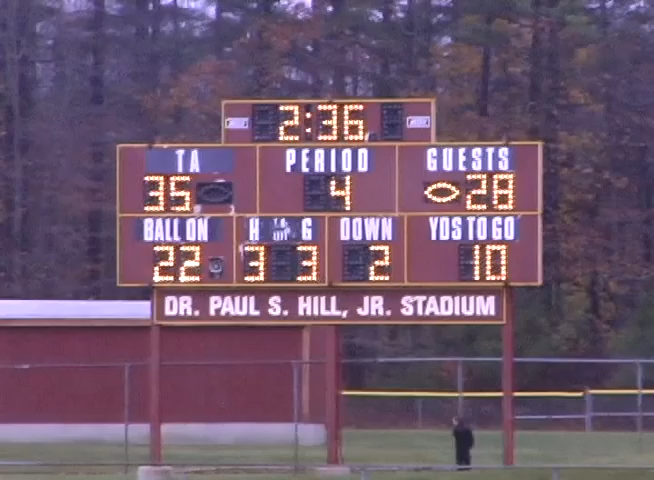 2:36
TA PERIOD GUESTS
35 4 28
BALL ON H G DOWN YDS TO GO
22 3 3 2 10
DR. PAUL S. HILL, JR. STADIUM